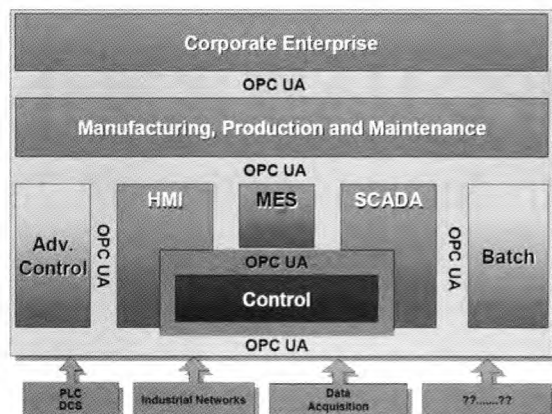 Corporate Enterprise
OPC UA
Manufacturing, Production and Maintenance
OPC UA
HMI
MES
SCADA
Adv.
Control
OPC UA
OPC UA
Control
OPC UA
Batch
OPC UA
PLC
DCS
Industrial Networks
Data
Acquisition
??......??